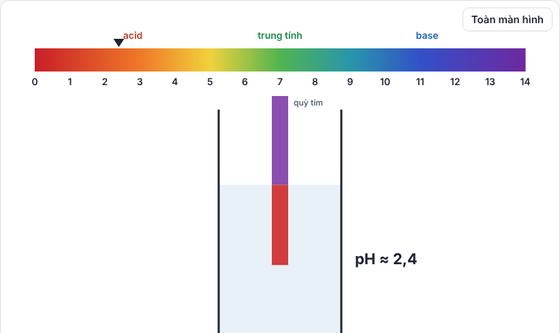 Toàn màn hình
acid trung tính base
0 1 2 3 4 5 6 7 8 9 10 11 12 13 14
quỳ tím
pH ≈ 2,4